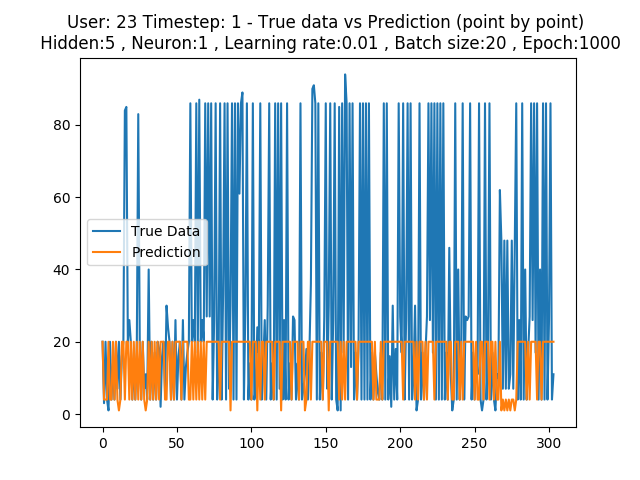 User: 23 Timestep: 1 - True data vs Prediction (point by point)
Hidden:5 , Neuron:1 , Learning rate:0.01 , Batch size:20 , Epoch:1000
80
60
40
20
0
True Data
Prediction
0 50 100 150 200 250 300